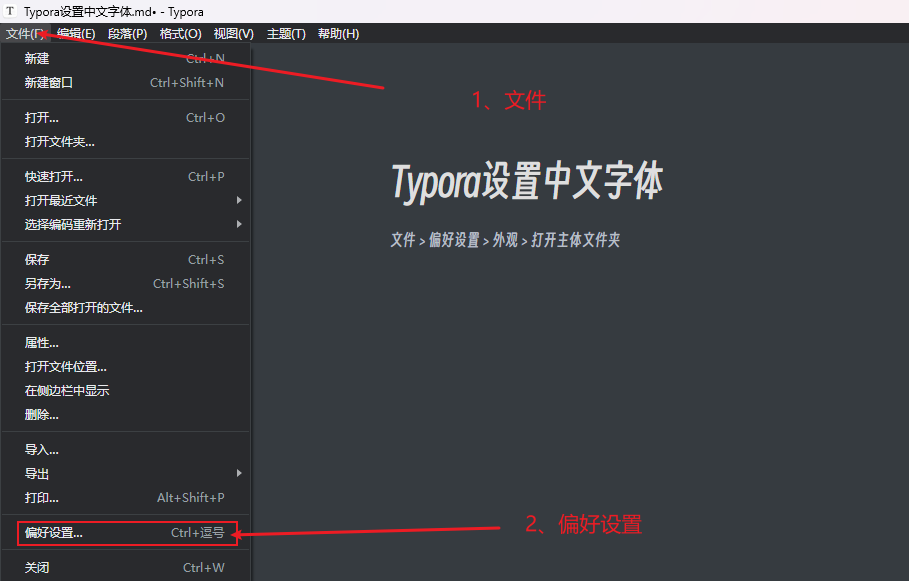 T Typora设置中文字体.md• - Typora
文件(F) 编辑(E) 段落(P) 格式(O) 视图(V) 主题(T) 帮助(H)
新建 Ctrl+N
新建窗口 Ctrl+Shift+N
1、文件
打开... Ctrl+O
打开文件夹...
快速打开... Ctrl+P
Typora设置中文字体
打开最近文件
选择编码重新打开
文件 > 偏好设置 > 外观 > 打开主体文件夹
保存 Ctrl+S
另存为... Ctrl+Shift+S
保存全部打开的文件...
属性...
打开文件位置...
在侧边栏中显示
删除...
导入...
导出
打印... Alt+Shift+P
偏好设置... Ctrl+逗号
2、偏好设置
关闭 Ctrl+W